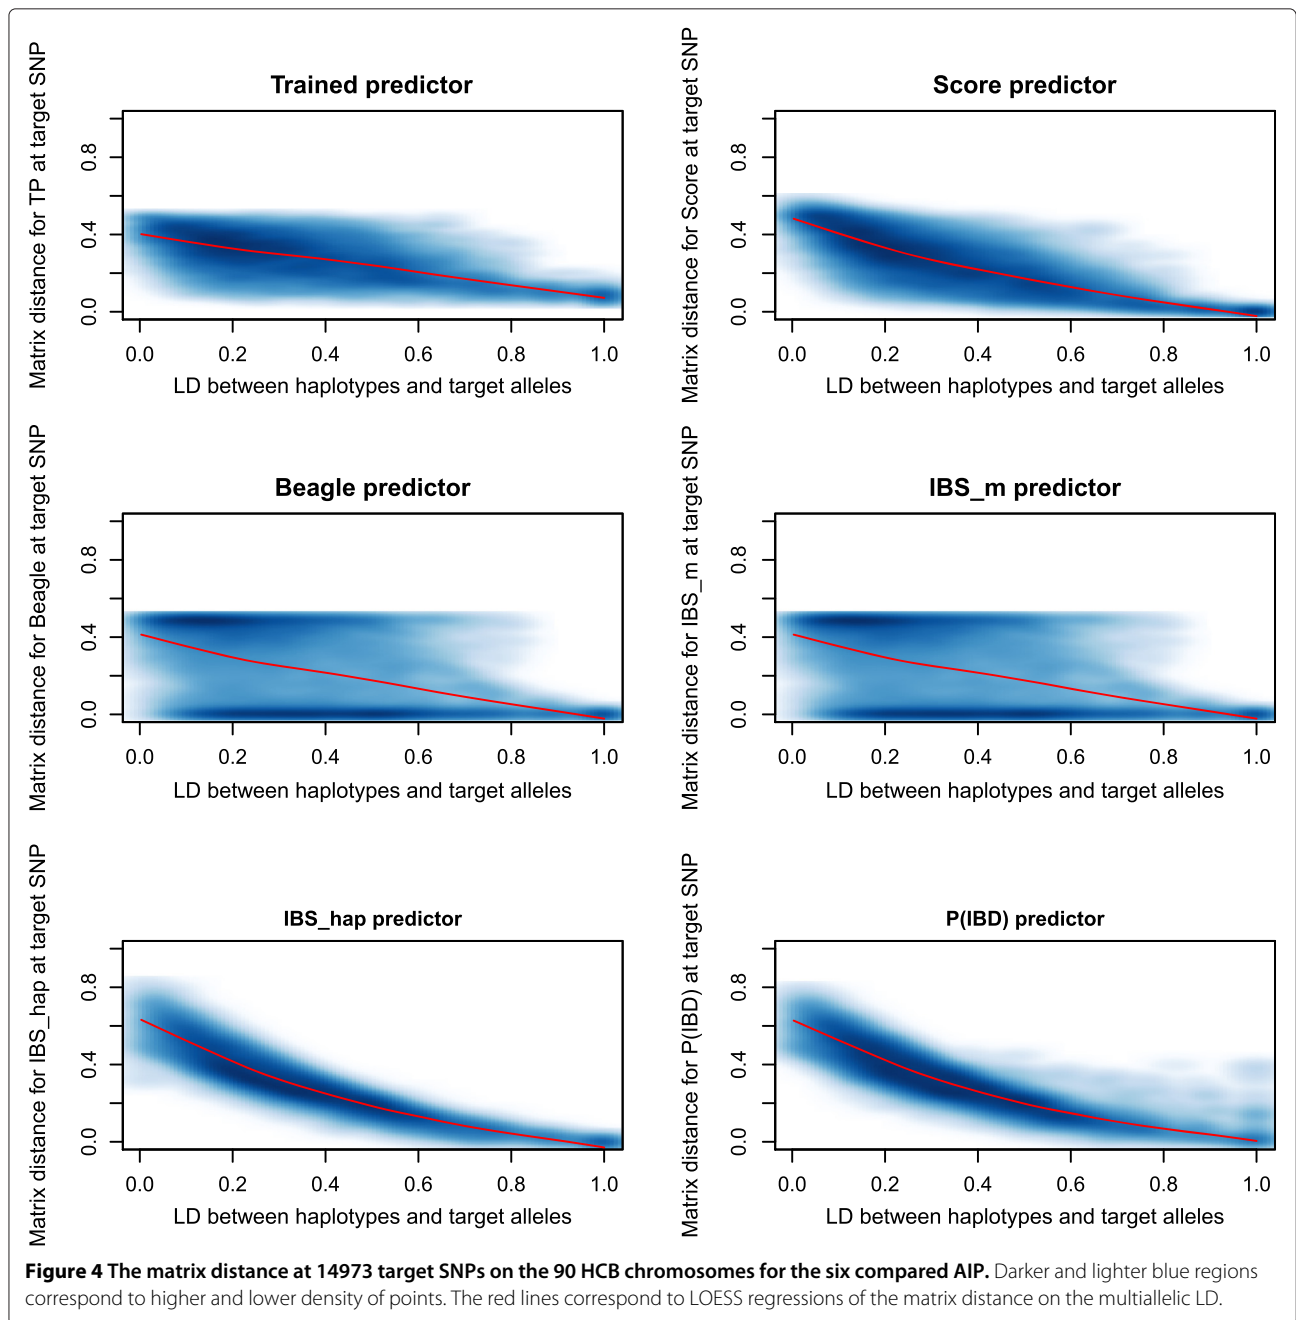 Trained predictor
Matrix distance for TP at target SNP
0.0 0.4 0.8
0.0 0.2 0.4 0.6 0.8 1.0
LD between haplotypes and target alleles
Score predictor
Matrix distance for Score at target SNP
0.0 0.4 0.8
0.0 0.2 0.4 0.6 0.8 1.0
LD between haplotypes and target alleles
Beagle predictor
Matrix distance for Beagle at target SNP
0.0 0.4 0.8
0.0 0.2 0.4 0.6 0.8 1.0
LD between haplotypes and target alleles
IBS_m predictor
Matrix distance for IBS_m at target SNP
0.0 0.4 0.8
0.0 0.2 0.4 0.6 0.8 1.0
LD between haplotypes and target alleles
IBS_hap predictor
Matrix distance for IBS_hap at target SNP
0.0 0.4 0.8
0.0 0.2 0.4 0.6 0.8 1.0
LD between haplotypes and target alleles
P(IBD) predictor
Matrix distance for P(IBD) at target SNP
0.0 0.4 0.8
0.0 0.2 0.4 0.6 0.8 1.0
LD between haplotypes and target alleles
Figure 4 The matrix distance at 14973 target SNPs on the 90 HCB chromosomes for the six compared AIP. Darker and lighter blue regions
correspond to higher and lower density of points. The red lines correspond to LOESS regressions of the matrix distance on the multiallelic LD.